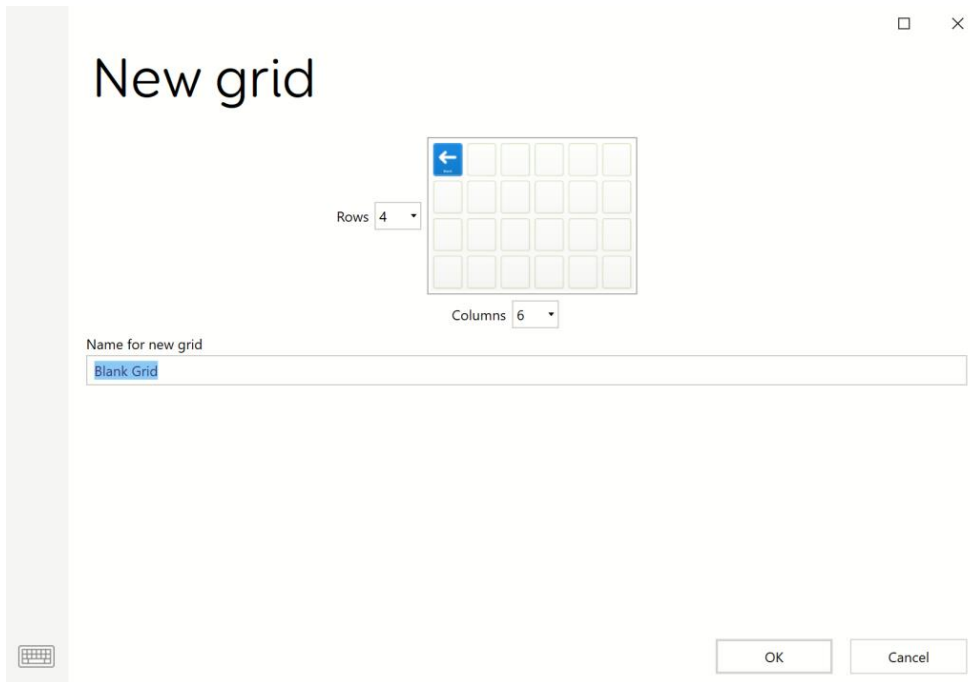 New grid
Rows 4
Columns 6
Name for new grid
Blank Grid
OK Cancel